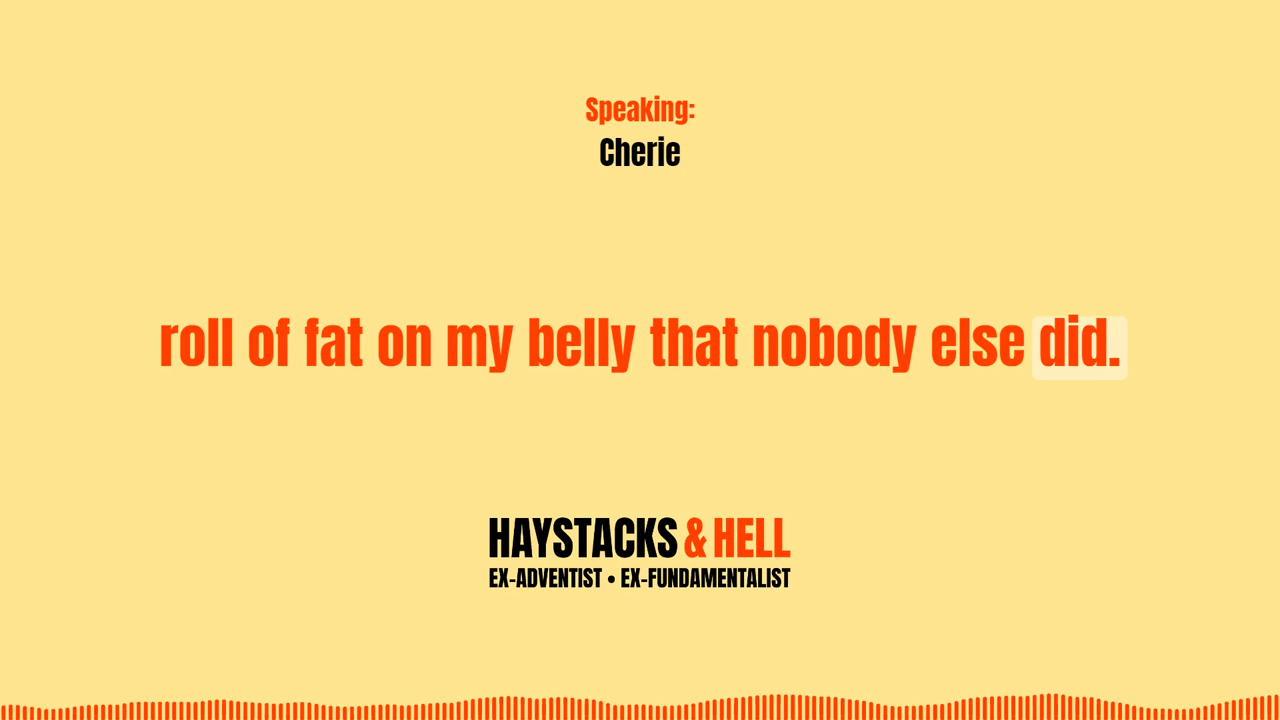 Speaking:
Cherie
roll of fat on my belly that nobody else did.
HAYSTACKS & HELL
EX-ADVENTIST • EX-FUNDAMENTALIST